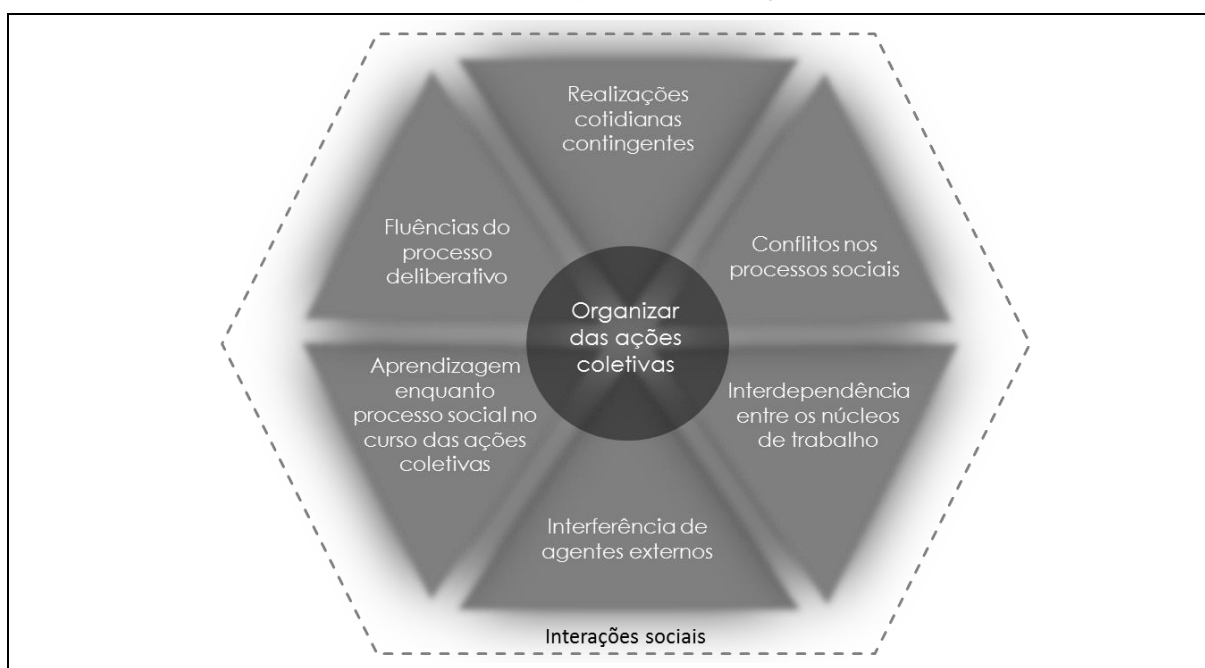 Realizações
cotidianas
contingentes
Fluências do
processo
deliberativo
Conflitos nos
processos sociais
Organizar
das ações
coletivas
Aprendizagem
enquanto
processo social no
curso das ações
coletivas
Interdependência
entre os núcleos
de trabalho
Interferência de
agentes externos
Interações sociais